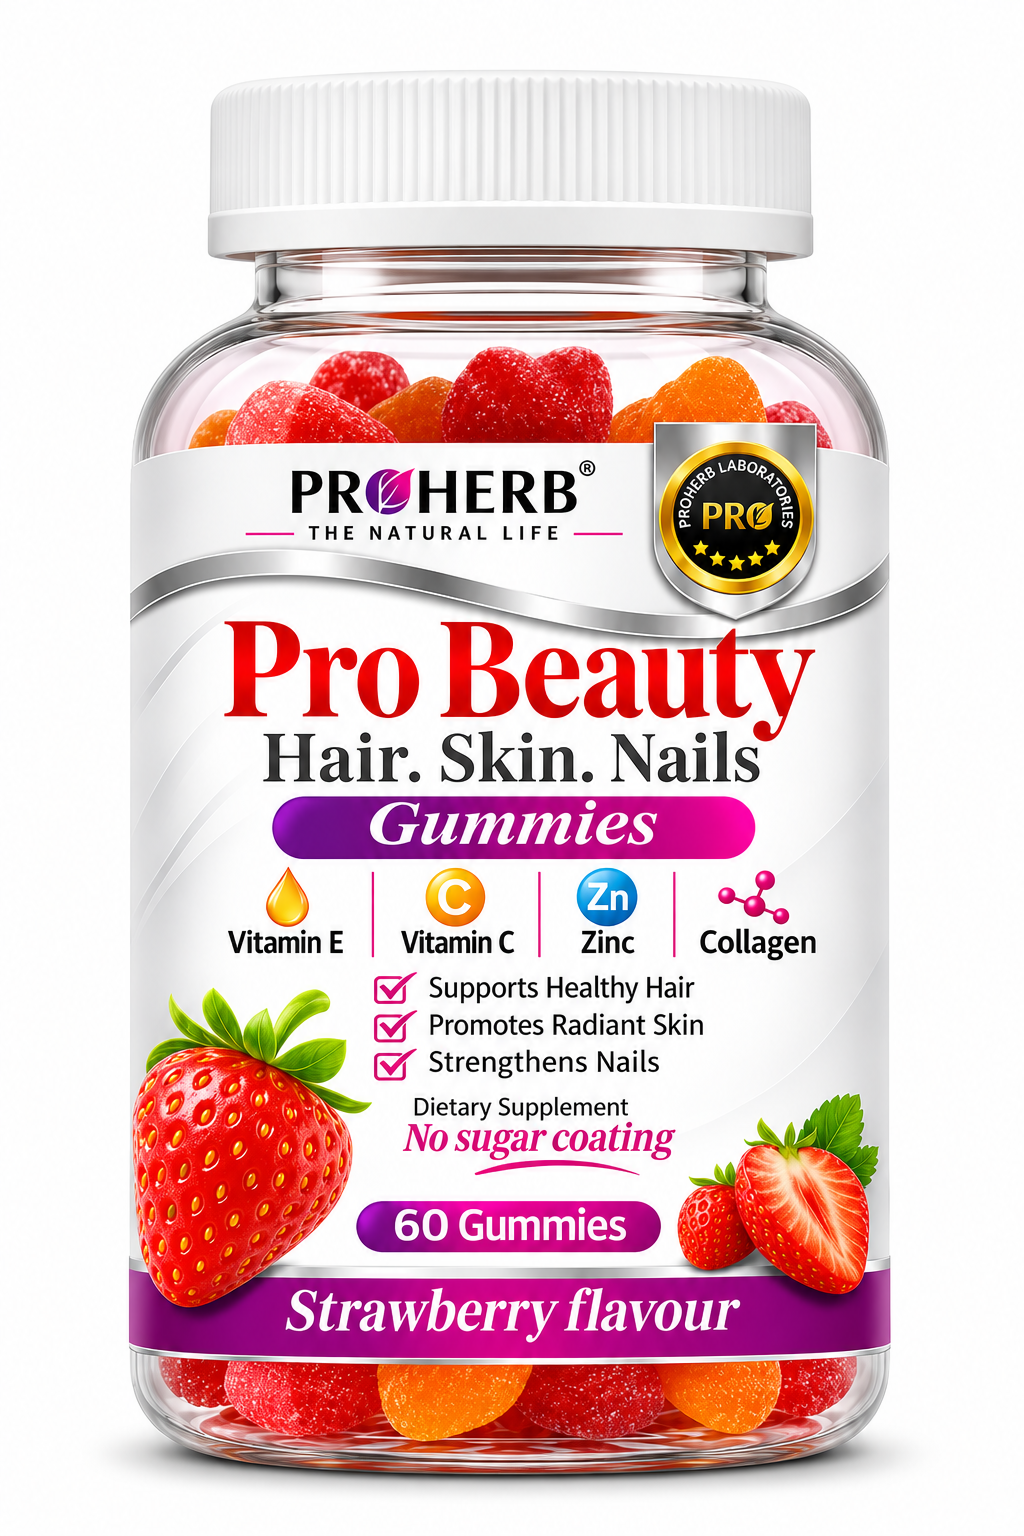 PROHERB®
THE NATURAL LIFE
PROHERB LABORATORIES
PRO
Pro Beauty
Hair. Skin. Nails
Gummies
Vitamin E
C
Vitamin C
Zn
Zinc
Collagen
Supports Healthy Hair
Promotes Radiant Skin
Strengthens Nails
Dietary Supplement
No sugar coating
60 Gummies
Strawberry flavour